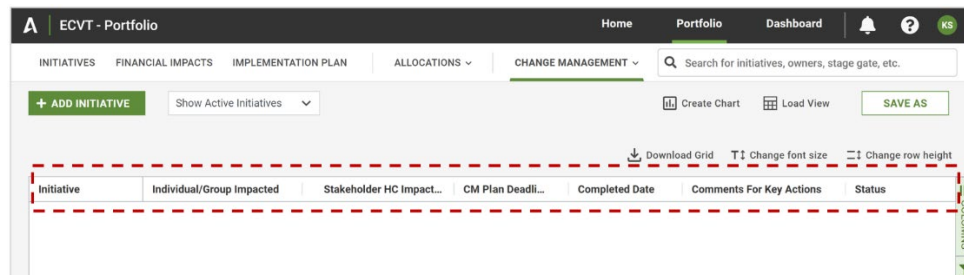 ECVT - Portfolio Home Portfolio Dashboard KS
INITIATIVES FINANCIAL IMPACTS IMPLEMENTATION PLAN ALLOCATIONS CHANGE MANAGEMENT Search for initiatives, owners, stage gate, etc.
+ ADD INITIATIVE Show Active Initiatives Create Chart Load View SAVE AS
Download Grid Change font size Change row height
Initiative Individual/Group Impacted Stakeholder HC Impact... CM Plan Deadli... Completed Date Comments For Key Actions Status